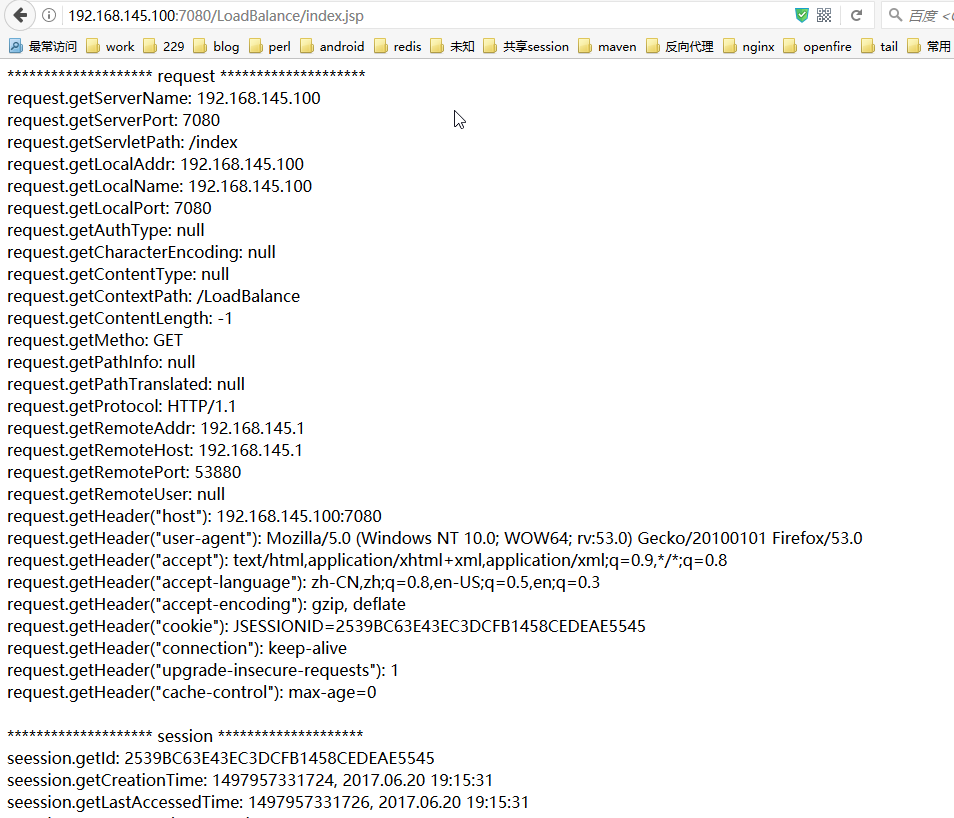 192.168.145.100:7080/LoadBalance/index.jsp
百度
最常访问 work 229 blog perl android redis 未知 共享session maven 反向代理 nginx openfire tail 常用
******************** request ********************
request.getServerName: 192.168.145.100
request.getServerPort: 7080
request.getServletPath: /index
request.getLocalAddr: 192.168.145.100
request.getLocalName: 192.168.145.100
request.getLocalPort: 7080
request.getAuthType: null
request.getCharacterEncoding: null
request.getContentType: null
request.getContextPath: /LoadBalance
request.getContentLength: -1
request.getMetho: GET
request.getPathInfo: null
request.getPathTranslated: null
request.getProtocol: HTTP/1.1
request.getRemoteAddr: 192.168.145.1
request.getRemoteHost: 192.168.145.1
request.getRemotePort: 53880
request.getRemoteUser: null
request.getHeader("host"): 192.168.145.100:7080
request.getHeader("user-agent"): Mozilla/5.0 (Windows NT 10.0; WOW64; rv:53.0) Gecko/20100101 Firefox/53.0
request.getHeader("accept"): text/html,application/xhtml+xml,application/xml;q=0.9,*/*;q=0.8
request.getHeader("accept-language"): zh-CN,zh;q=0.8,en-US;q=0.5,en;q=0.3
request.getHeader("accept-encoding"): gzip, deflate
request.getHeader("cookie"): JSESSIONID=2539BC63E43EC3DCFB1458CEDEAE5545
request.getHeader("connection"): keep-alive
request.getHeader("upgrade-insecure-requests"): 1
request.getHeader("cache-control"): max-age=0
******************** session ********************
seession.getId: 2539BC63E43EC3DCFB1458CEDEAE5545
seession.getCreationTime: 1497957331724, 2017.06.20 19:15:31
seession.getLastAccessedTime: 1497957331726, 2017.06.20 19:15:31